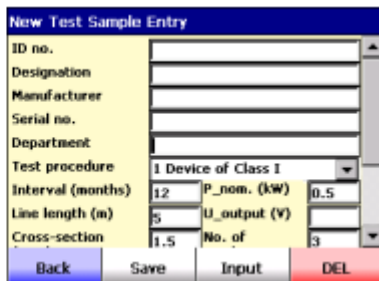 New Test Sample Entry
ID no.
Designation
Manufacturer
Serial no.
Department
Test procedure 1 Device of Class I
Interval (months) 12 P_nom. (kW) 0.5
Line length (m) 5 U_output (V)
Cross-section 1.5 No. of 3
Back Save Input DEL